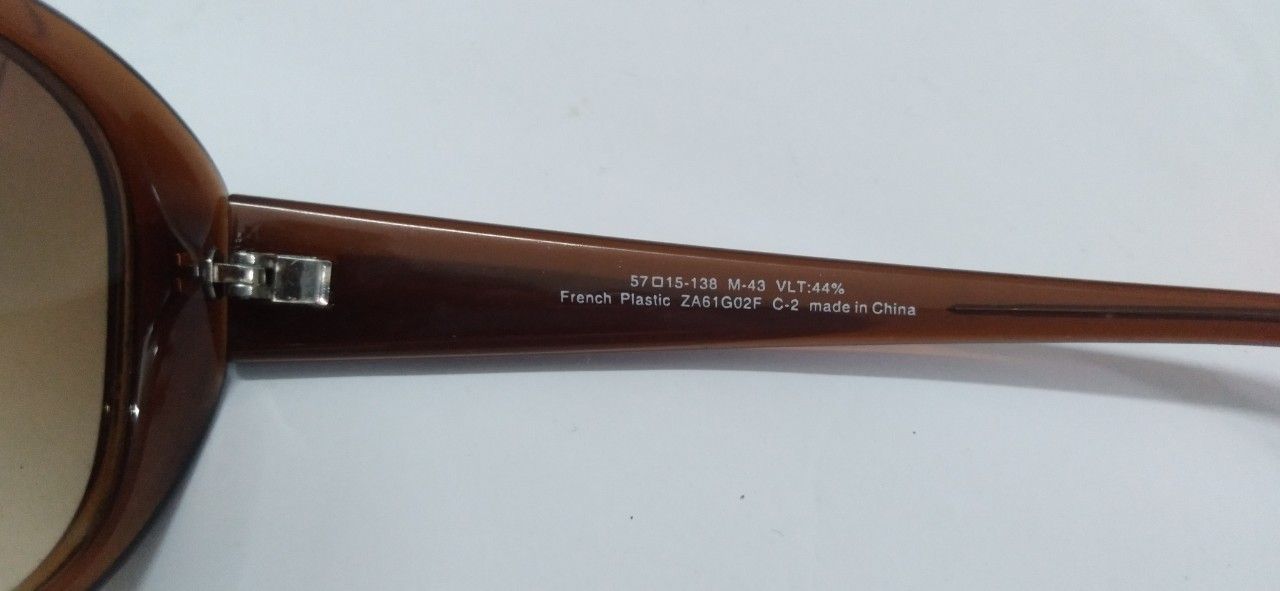 57□15-138 M-43 VLT:44%
French Plastic ZA61G02F C-2 made in China